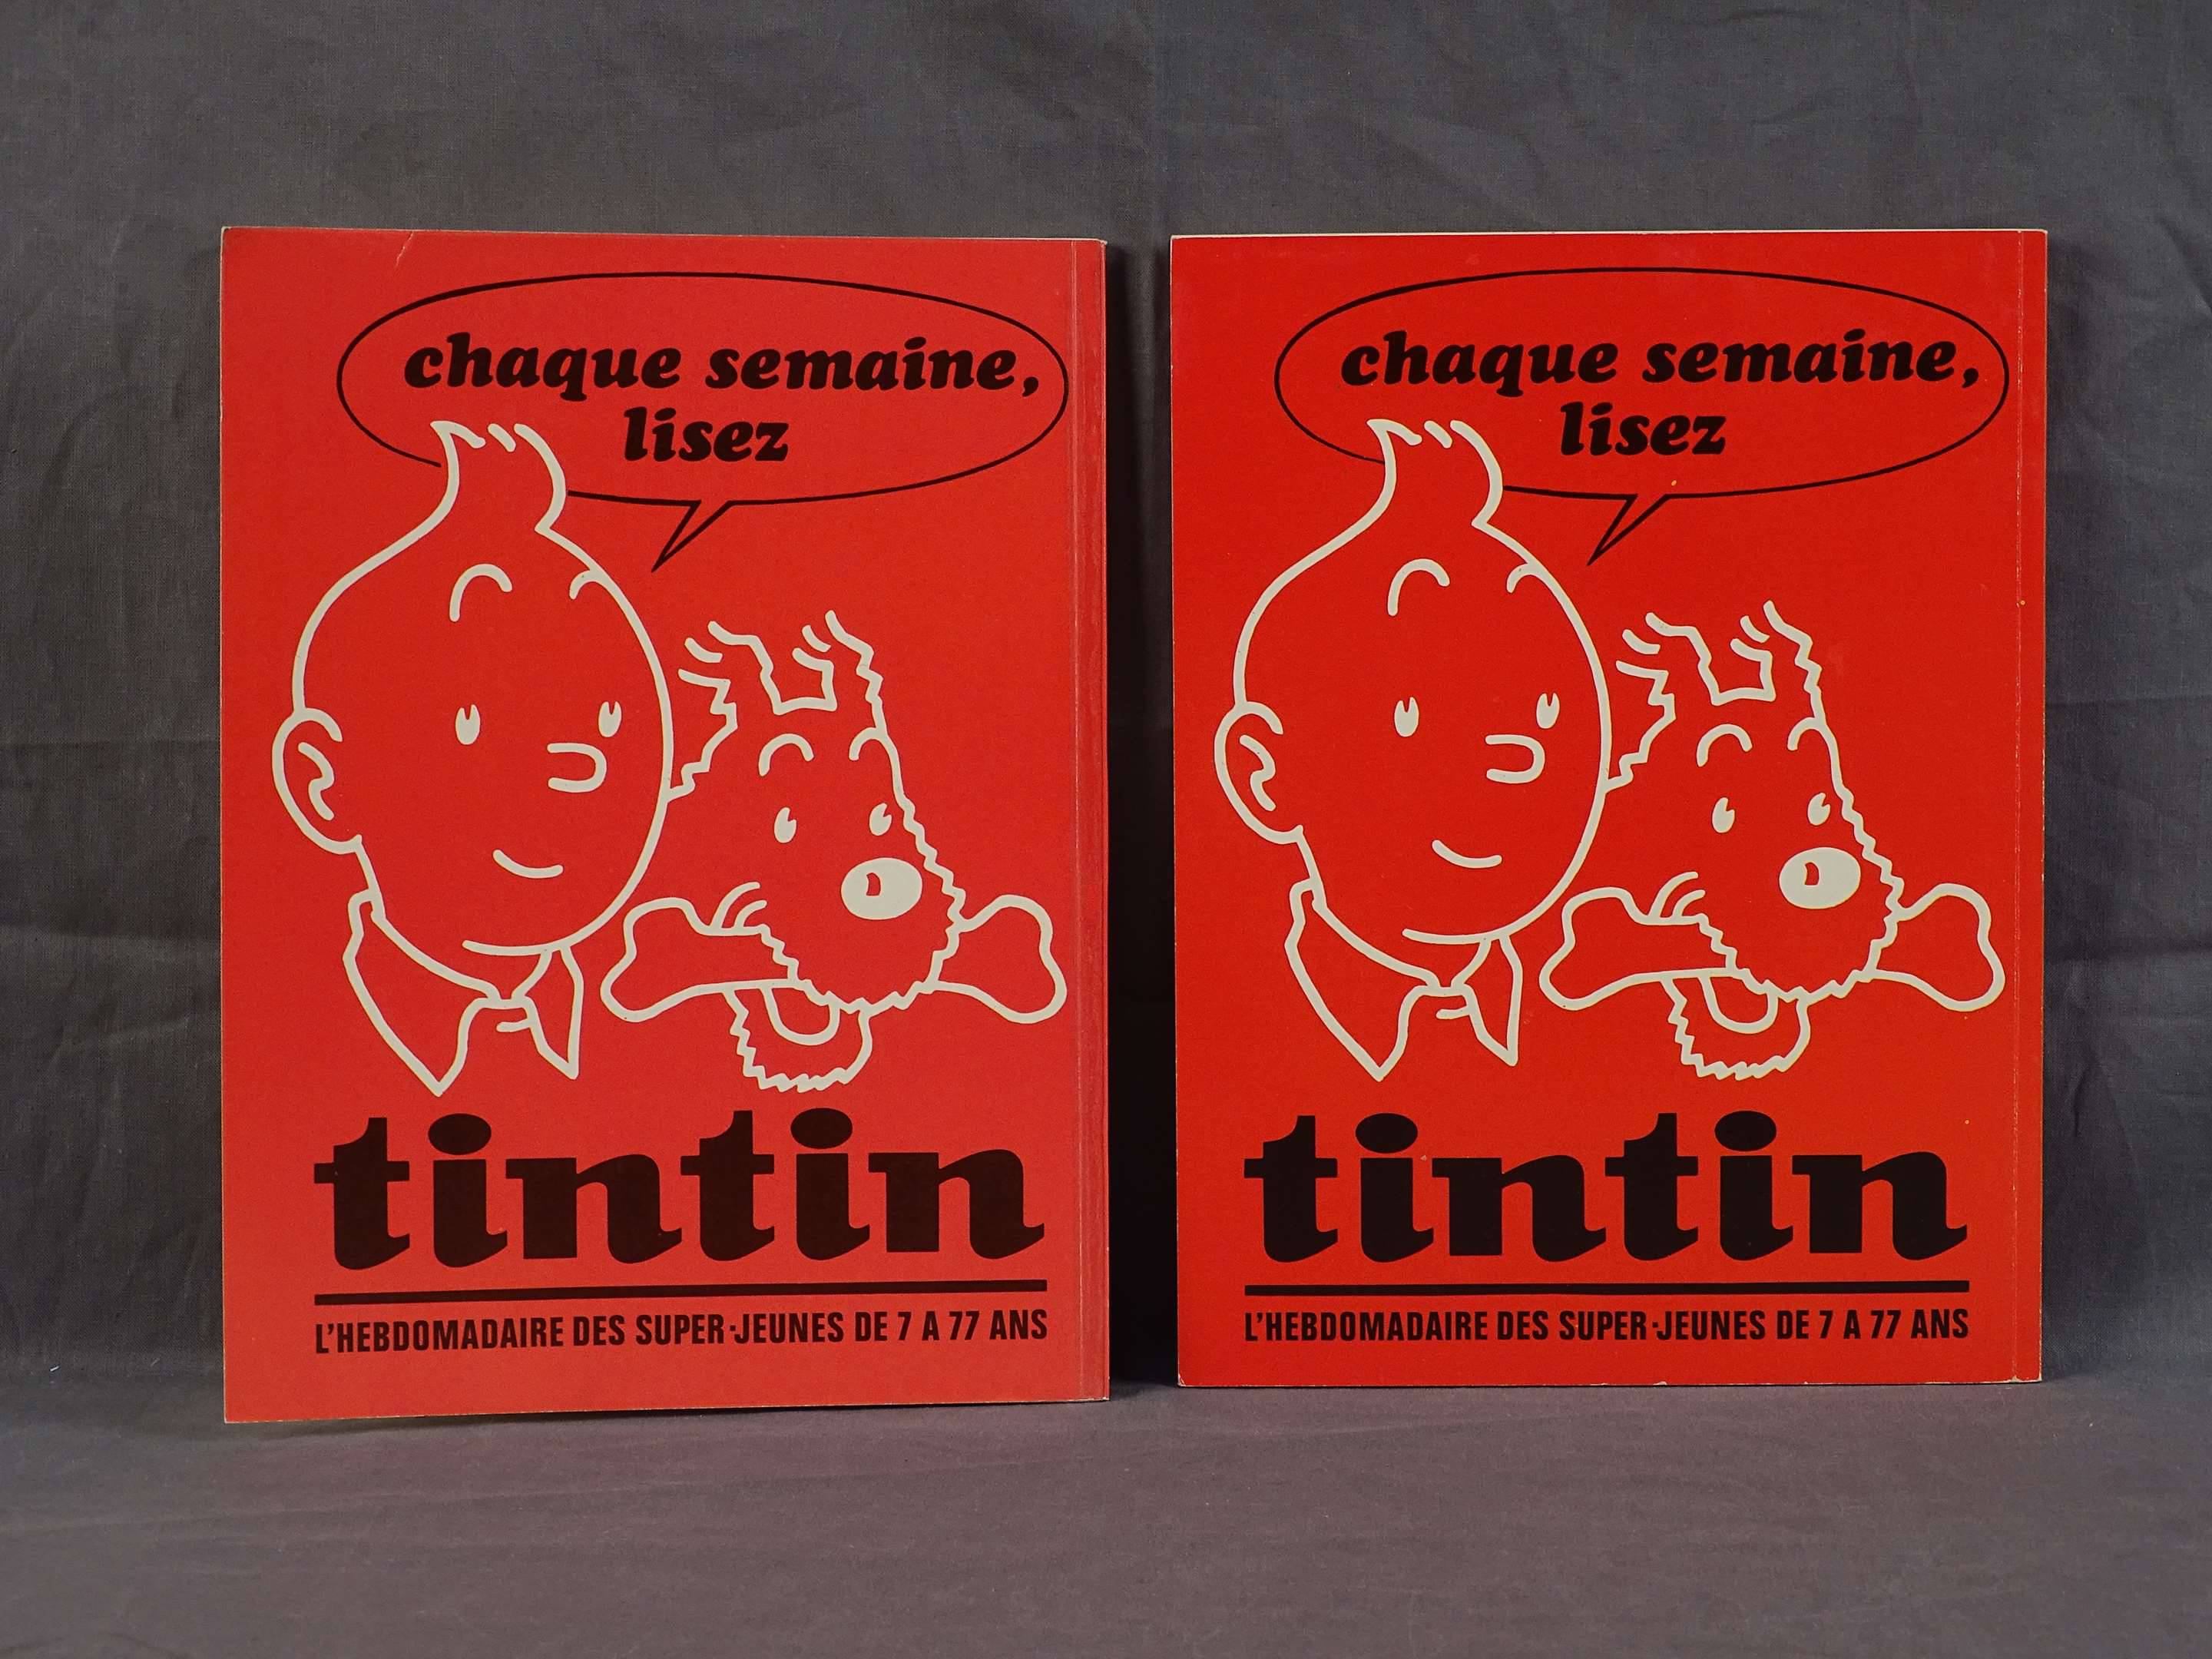 chaque semaine,
lisez
tintin
L'HEBDOMADAIRE DES SUPER-JEUNES DE 7 A 77 ANS
chaque semaine,
lisez
tintin
L'HEBDOMADAIRE DES SUPER-JEUNES DE 7 A 77 ANS